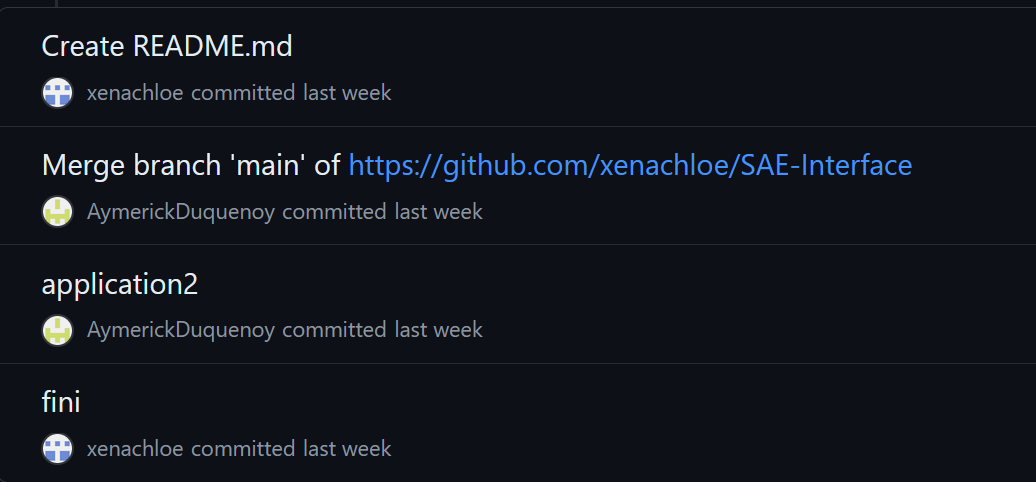 Create README.md
xenachloe committed last week
Merge branch 'main' of https://github.com/xenachloe/SAE-Interface
AymerickDuquenoy committed last week
application2
AymerickDuquenoy committed last week
fini
xenachloe committed last week